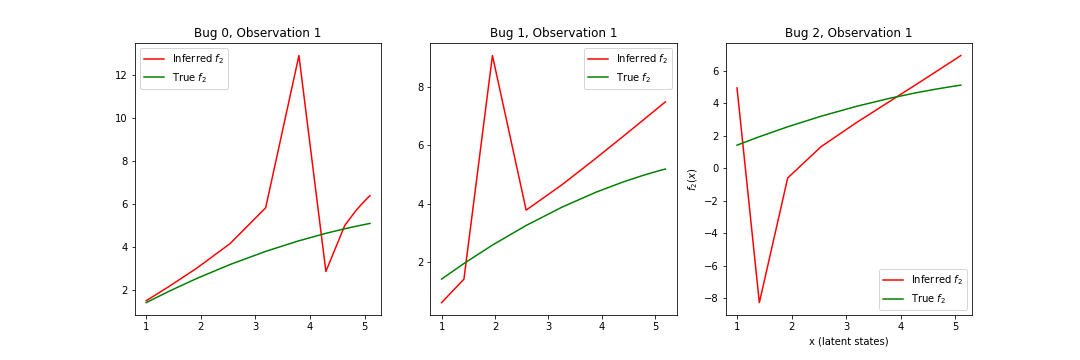 Bug 0, Observation 1
Inferred f₂
True f₂
12
10
8
6
4
2
1 2 3 4 5
Bug 1, Observation 1
Inferred f₂
True f₂
8
6
4
2
1 2 3 4 5
Bug 2, Observation 1
f₂(x)
6
4
2
0
−2
−4
−6
−8
Inferred f₂
True f₂
1 2 3 4 5
x (latent states)